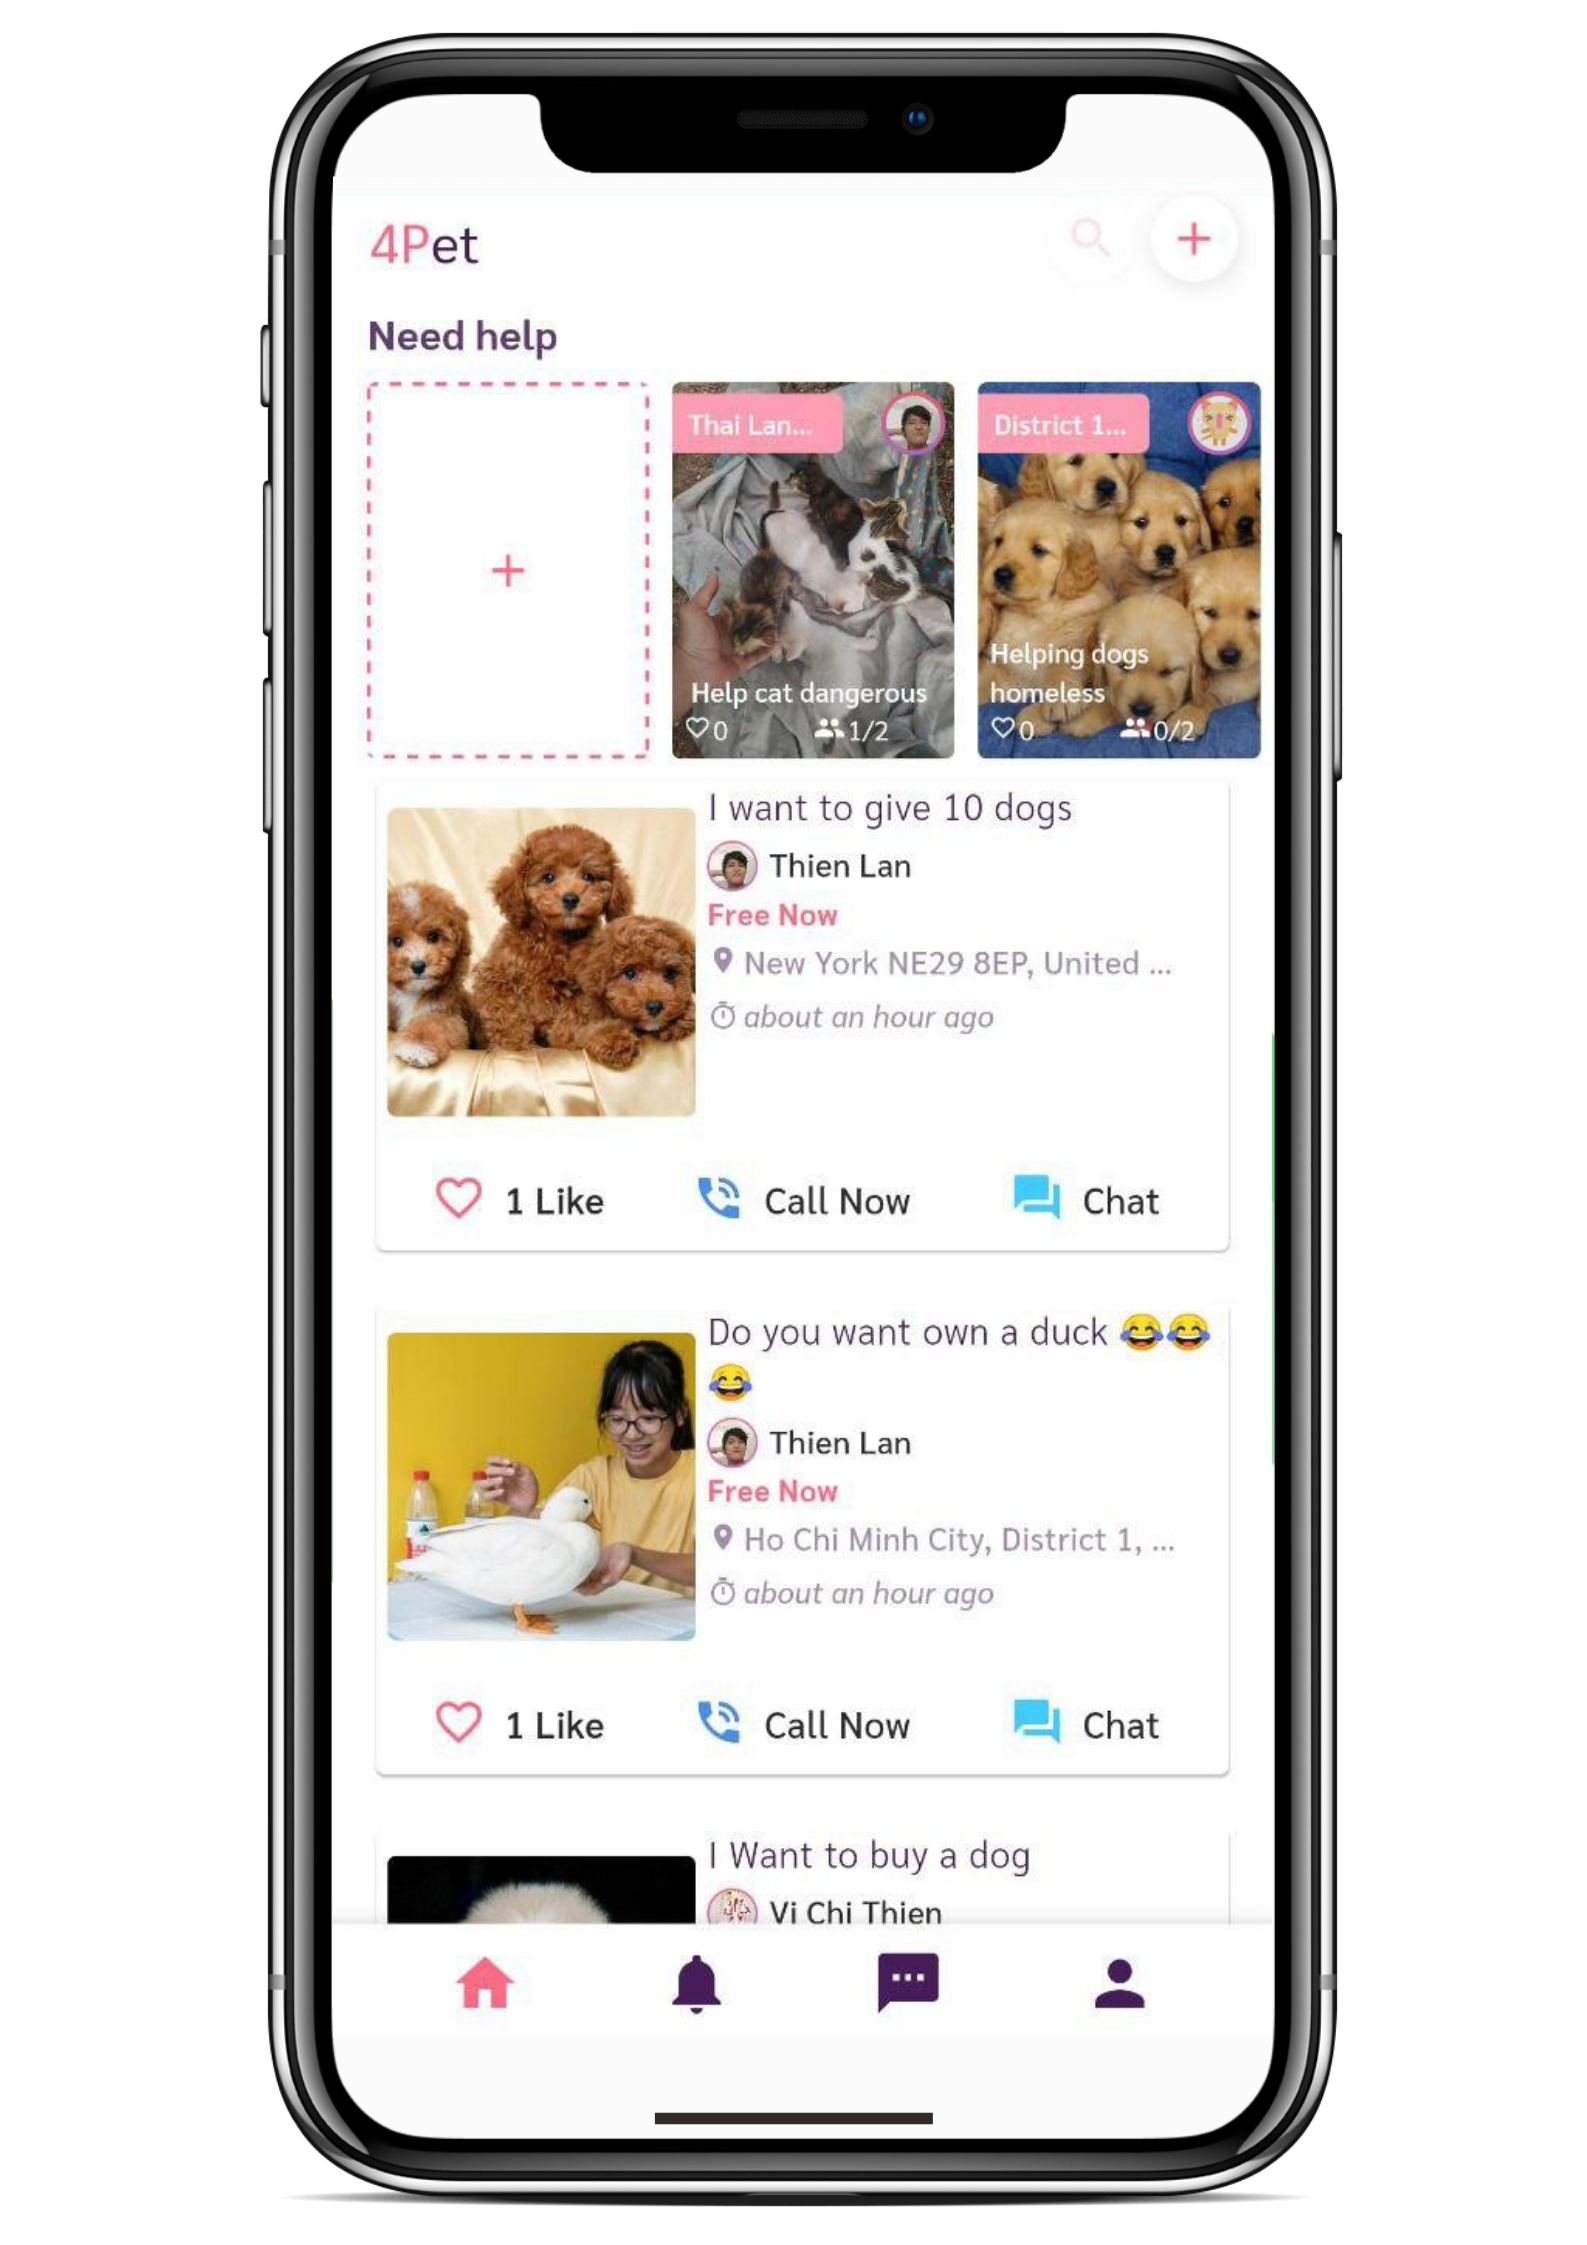 4Pet
Need help
Thai Lan...
District 1...
Help cat dangerous
0 1/2
Helping dogs
homeless
0 0/2
I want to give 10 dogs
Thien Lan
Free Now
New York NE29 8EP, United ...
about an hour ago
1 Like Call Now Chat
Do you want own a duck 😂😂
😂
Thien Lan
Free Now
Ho Chi Minh City, District 1, ...
about an hour ago
1 Like Call Now Chat
I Want to buy a dog
Vi Chi Thien